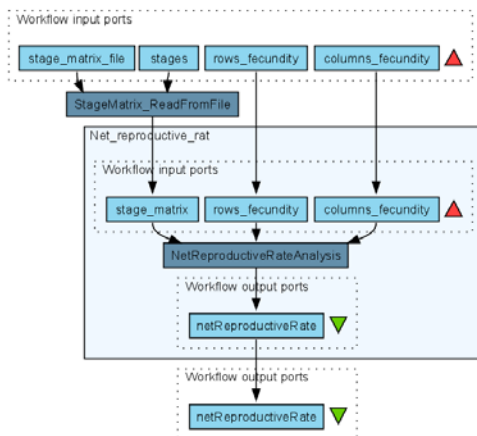 Workflow input ports
stage_matrix_file stages rows_fecundity columns_fecundity
StageMatrix_ReadFromFile
Net_reproductive_rat
Workflow input ports
stage_matrix rows_fecundity columns_fecundity
NetReproductiveRateAnalysis
Workflow output ports
netReproductiveRate
Workflow output ports
netReproductiveRate